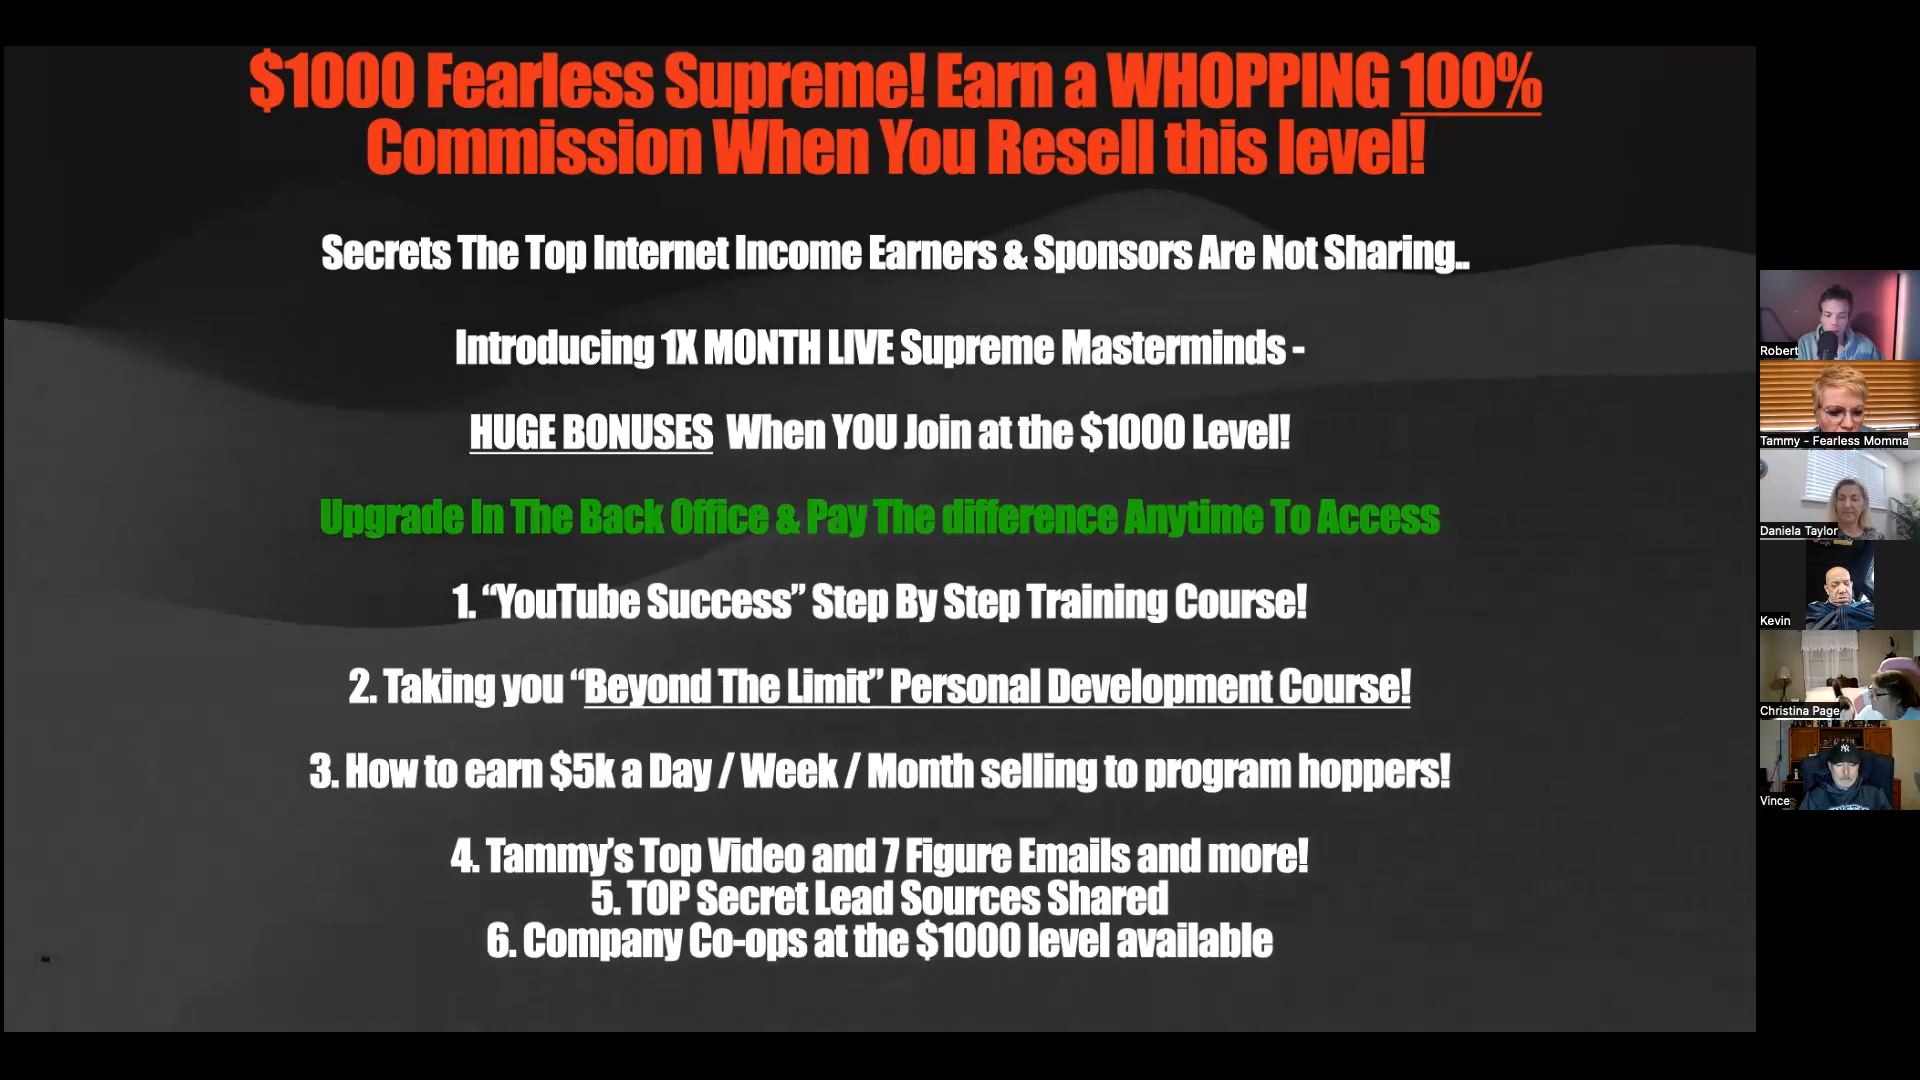 $1000 Fearless Supreme! Earn a WHOPPING 100%
Commission When You Resell this level!
Secrets The Top Internet Income Earners & Sponsors Are Not Sharing..
Introducing 1X MONTH LIVE Supreme Masterminds -
HUGE BONUSES When YOU Join at the $1000 Level!
Upgrade In The Back Office & Pay The difference Anytime To Access
1. “YouTube Success” Step By Step Training Course!
2. Taking you “Beyond The Limit” Personal Development Course!
3. How to earn $5k a Day / Week / Month selling to program hoppers!
4. Tammy’s Top Video and 7 Figure Emails and more!
5. TOP Secret Lead Sources Shared
6. Company Co-ops at the $1000 level available
Robert
Tammy - Fearless Momma
Daniela Taylor
Kevin
Christina Page
Vince